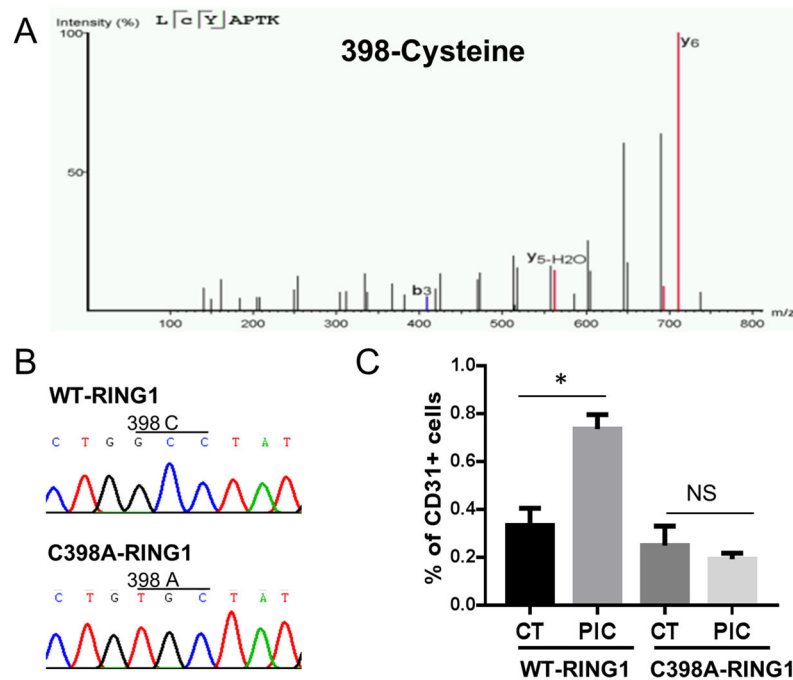 A
Intensity (%)
L c Y APTK
398-Cysteine
100
50
y6
y5-H2O
b3
100 200 300 400 500 600 700 800 m/z
B
WT-RING1
398 C
C T G G C C T A T
C398A-RING1
398 A
C T G T G C T A T
C
% of CD31+ cells
1.0
0.8
0.6
0.4
0.2
0.0
*
NS
CT PIC CT PIC
WT-RING1 C398A-RING1